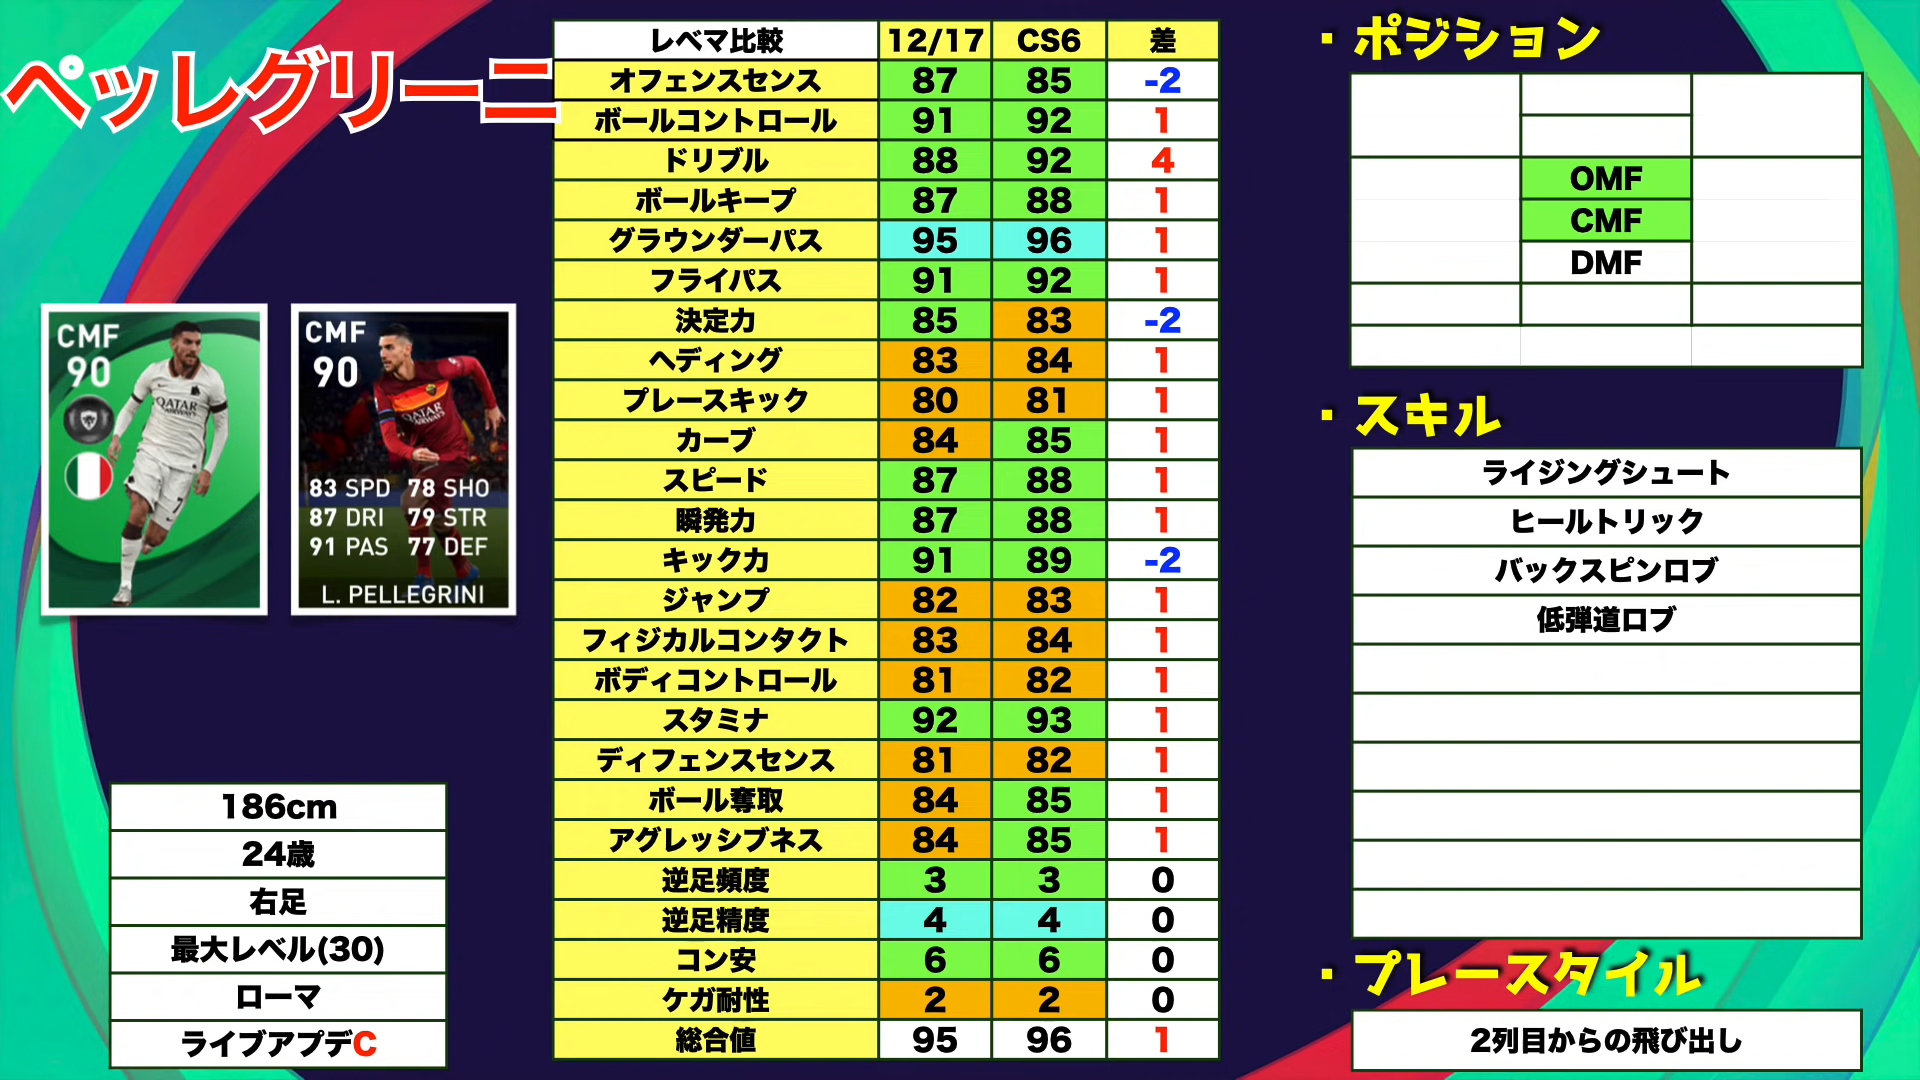 ペッレグリーニ
CMF
90
QATAR
AIRWAYS
7
CMF
90
QATAR
AIRWAYS
83 SPD 78 SHO
87 DRI 79 STR
91 PAS 77 DEF
L. PELLEGRINI
186cm
24歳
右足
最大レベル(30)
ローマ
ライブアプデC
レベマ比較 12/17 CS6 差
オフェンスセンス 87 85 -2
ボールコントロール 91 92 1
ドリブル 88 92 4
ボールキープ 87 88 1
グラウンダーパス 95 96 1
フライパス 91 92 1
決定力 85 83 -2
ヘディング 83 84 1
プレースキック 80 81 1
カーブ 84 85 1
スピード 87 88 1
瞬発力 87 88 1
キック力 91 89 -2
ジャンプ 82 83 1
フィジカルコンタクト 83 84 1
ボディコントロール 81 82 1
スタミナ 92 93 1
ディフェンスセンス 81 82 1
ボール奪取 84 85 1
アグレッシブネス 84 85 1
逆足頻度 3 3 0
逆足精度 4 4 0
コン安 6 6 0
ケガ耐性 2 2 0
総合値 95 96 1
・ポジション
OMF
CMF
DMF
・スキル
ライジングシュート
ヒールトリック
バックスピンロブ
低弾道ロブ
・プレースタイル
2列目からの飛び出し